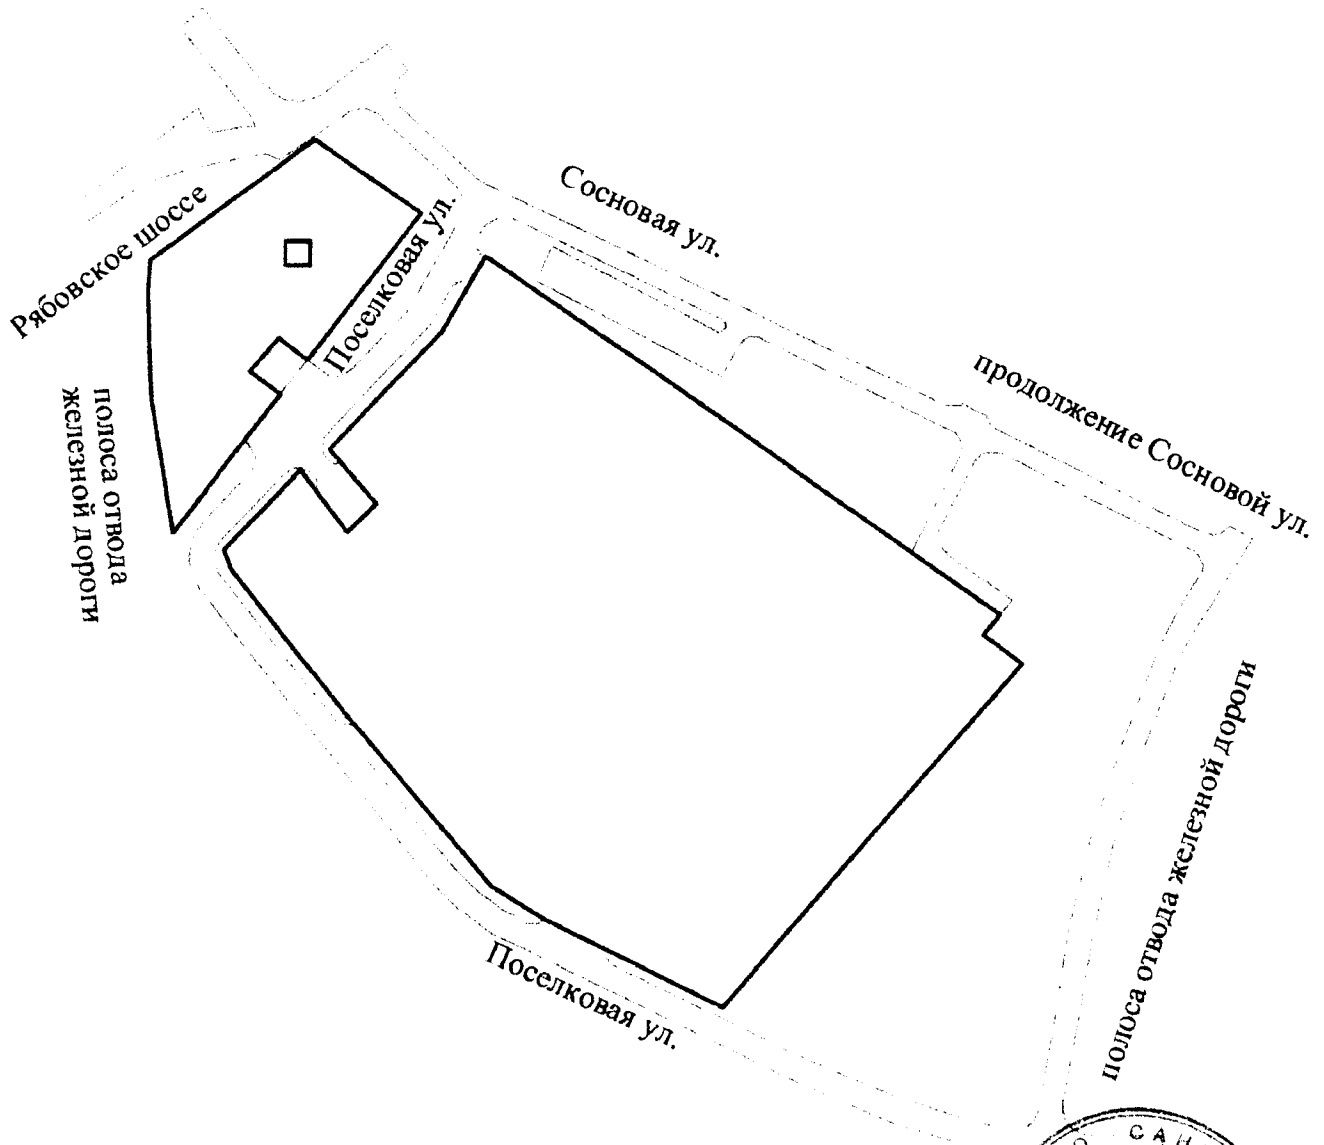 Сосновая ул.
Рябовское шоссе
Поселковая ул.
продолжение Сосновой ул.
полоса отвода
железной дороги
полоса отвода железной дороги
Поселковая ул.
САН